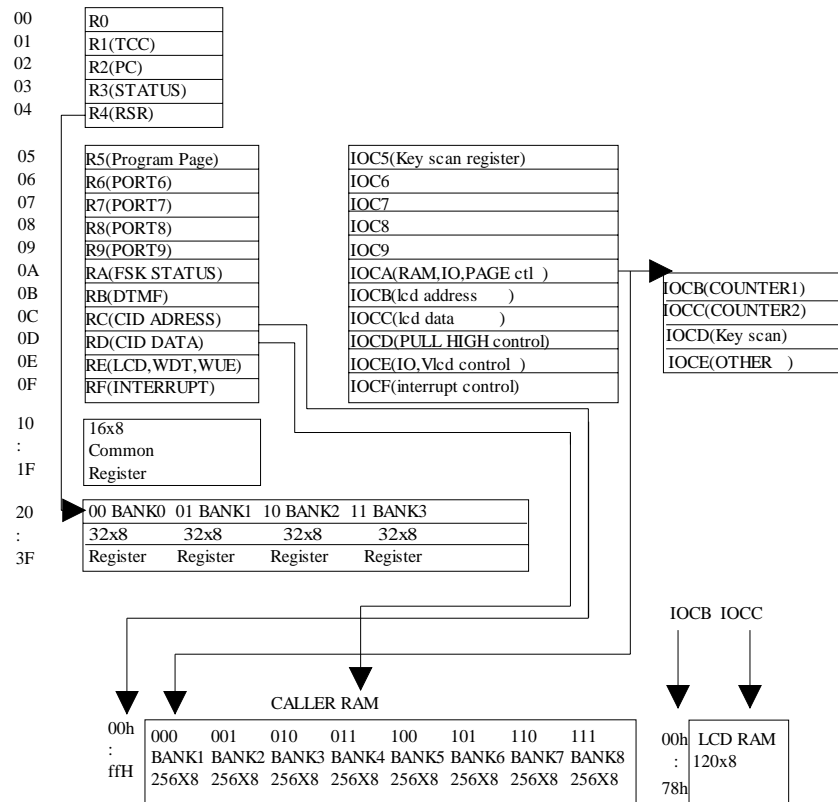 00 R0
01 R1(TCC)
02 R2(PC)
03 R3(STATUS)
04 R4(RSR)
05 R5(Program Page) IOC5(Key scan register)
06 R6(PORT6) IOC6
07 R7(PORT7) IOC7
08 R8(PORT8) IOC8
09 R9(PORT9) IOC9
0A RA(FSK STATUS) IOCA(RAM,IO,PAGE ctl )
0B RB(DTMF) IOCB(lcd address ) IOCB(COUNTER1)
0C RC(CID ADRESS) IOCC(lcd data ) IOCC(COUNTER2)
0D RD(CID DATA) IOCD(PULL HIGH control) IOCD(Key scan)
0E RE(LCD,WDT,WUE) IOCE(IO,Vlcd control ) IOCE(OTHER )
0F RF(INTERRUPT) IOCF(interrupt control)
10 16x8
: Common
1F Register
20 00 BANK0 01 BANK1 10 BANK2 11 BANK3
: 32x8 32x8 32x8 32x8
3F Register Register Register Register
IOCB IOCC
CALLER RAM
00h 000 001 010 011 100 101 110 111
: BANK1 BANK2 BANK3 BANK4 BANK5 BANK6 BANK7 BANK8
ffH 256X8 256X8 256X8 256X8 256X8 256X8 256X8 256X8
00h LCD RAM
: 120x8
78h